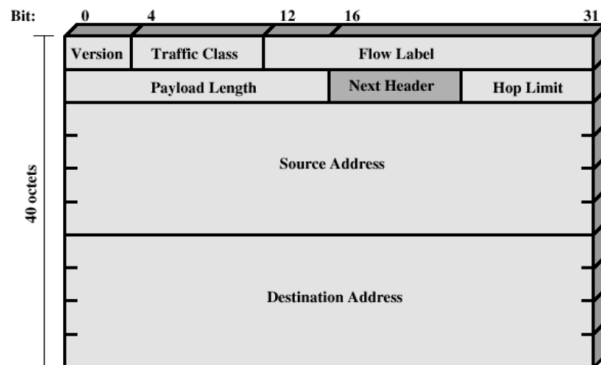 Bit: 0 4 12 16 31
Version Traffic Class Flow Label
Payload Length Next Header Hop Limit
Source Address
40 octets
Destination Address